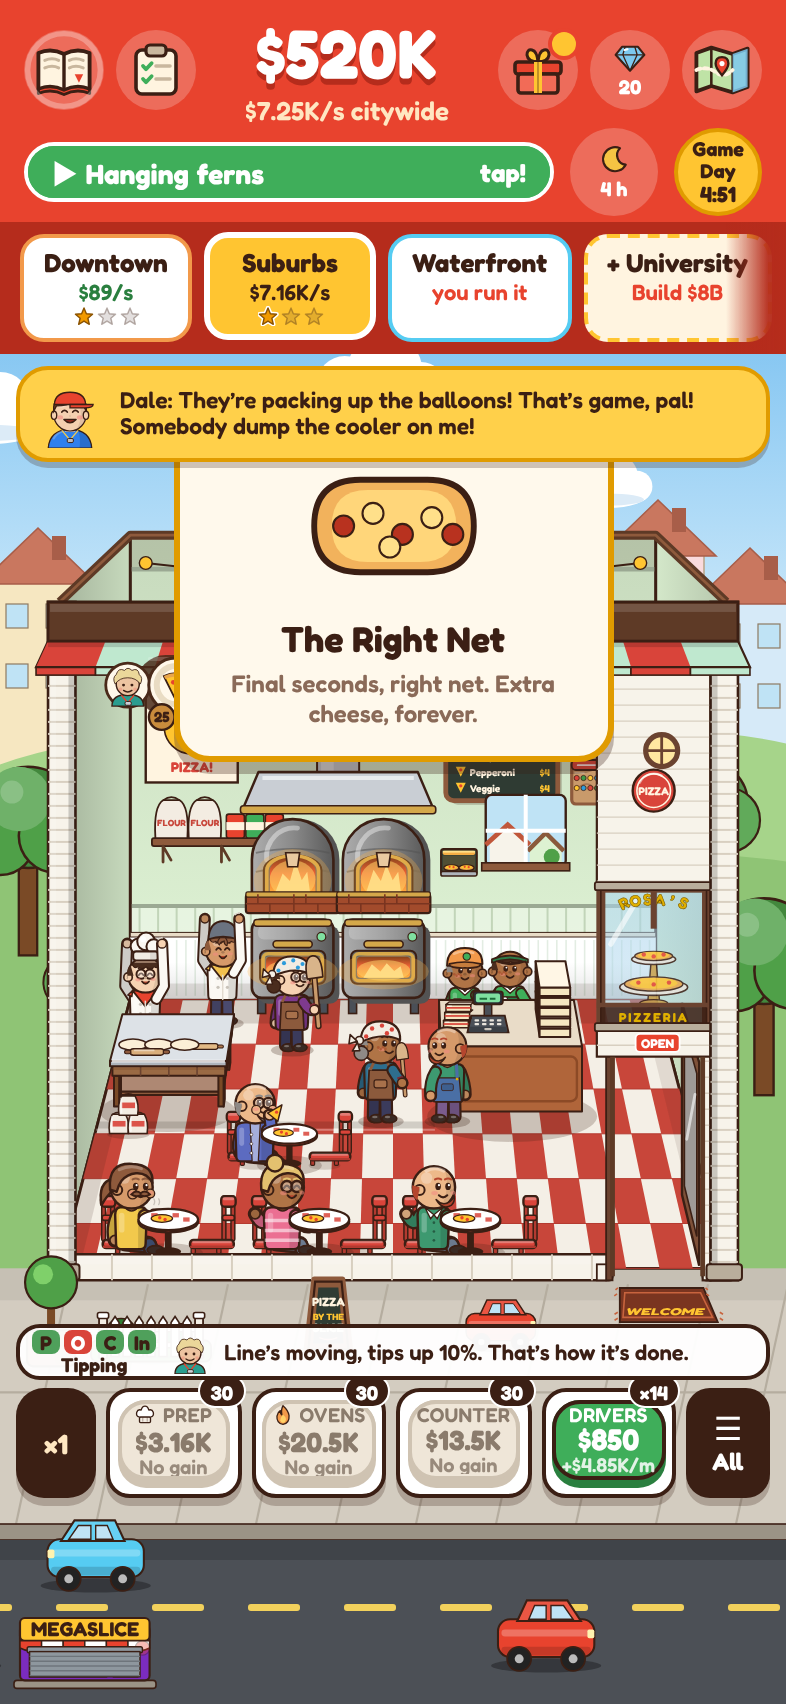 $520K
$7.25K/s citywide
20
Hanging ferns
tap!
4 h
Game
Day
4:51
Downtown
$89/s
Suburbs
$7.16K/s
Waterfront
you run it
+ University
Build $8B
Dale: They're packing up the balloons! That's game, pal!
Somebody dump the cooler on me!
The Right Net
Final seconds, right net. Extra
cheese, forever.
25
PIZZA!
Pepperoni $4
Veggie $4
PIZZA
FLOUR FLOUR
ROSA'S
PIZZERIA
OPEN
PIZZA
BY THE
WELCOME
P O C In
Tipping
Line's moving, tips up 10%. That's how it's done.
x1
30
PREP
$3.16K
No gain
30
OVENS
$20.5K
No gain
30
COUNTER
$13.5K
No gain
x14
DRIVERS
$850
+$4.85K/m
All
MEGASLICE